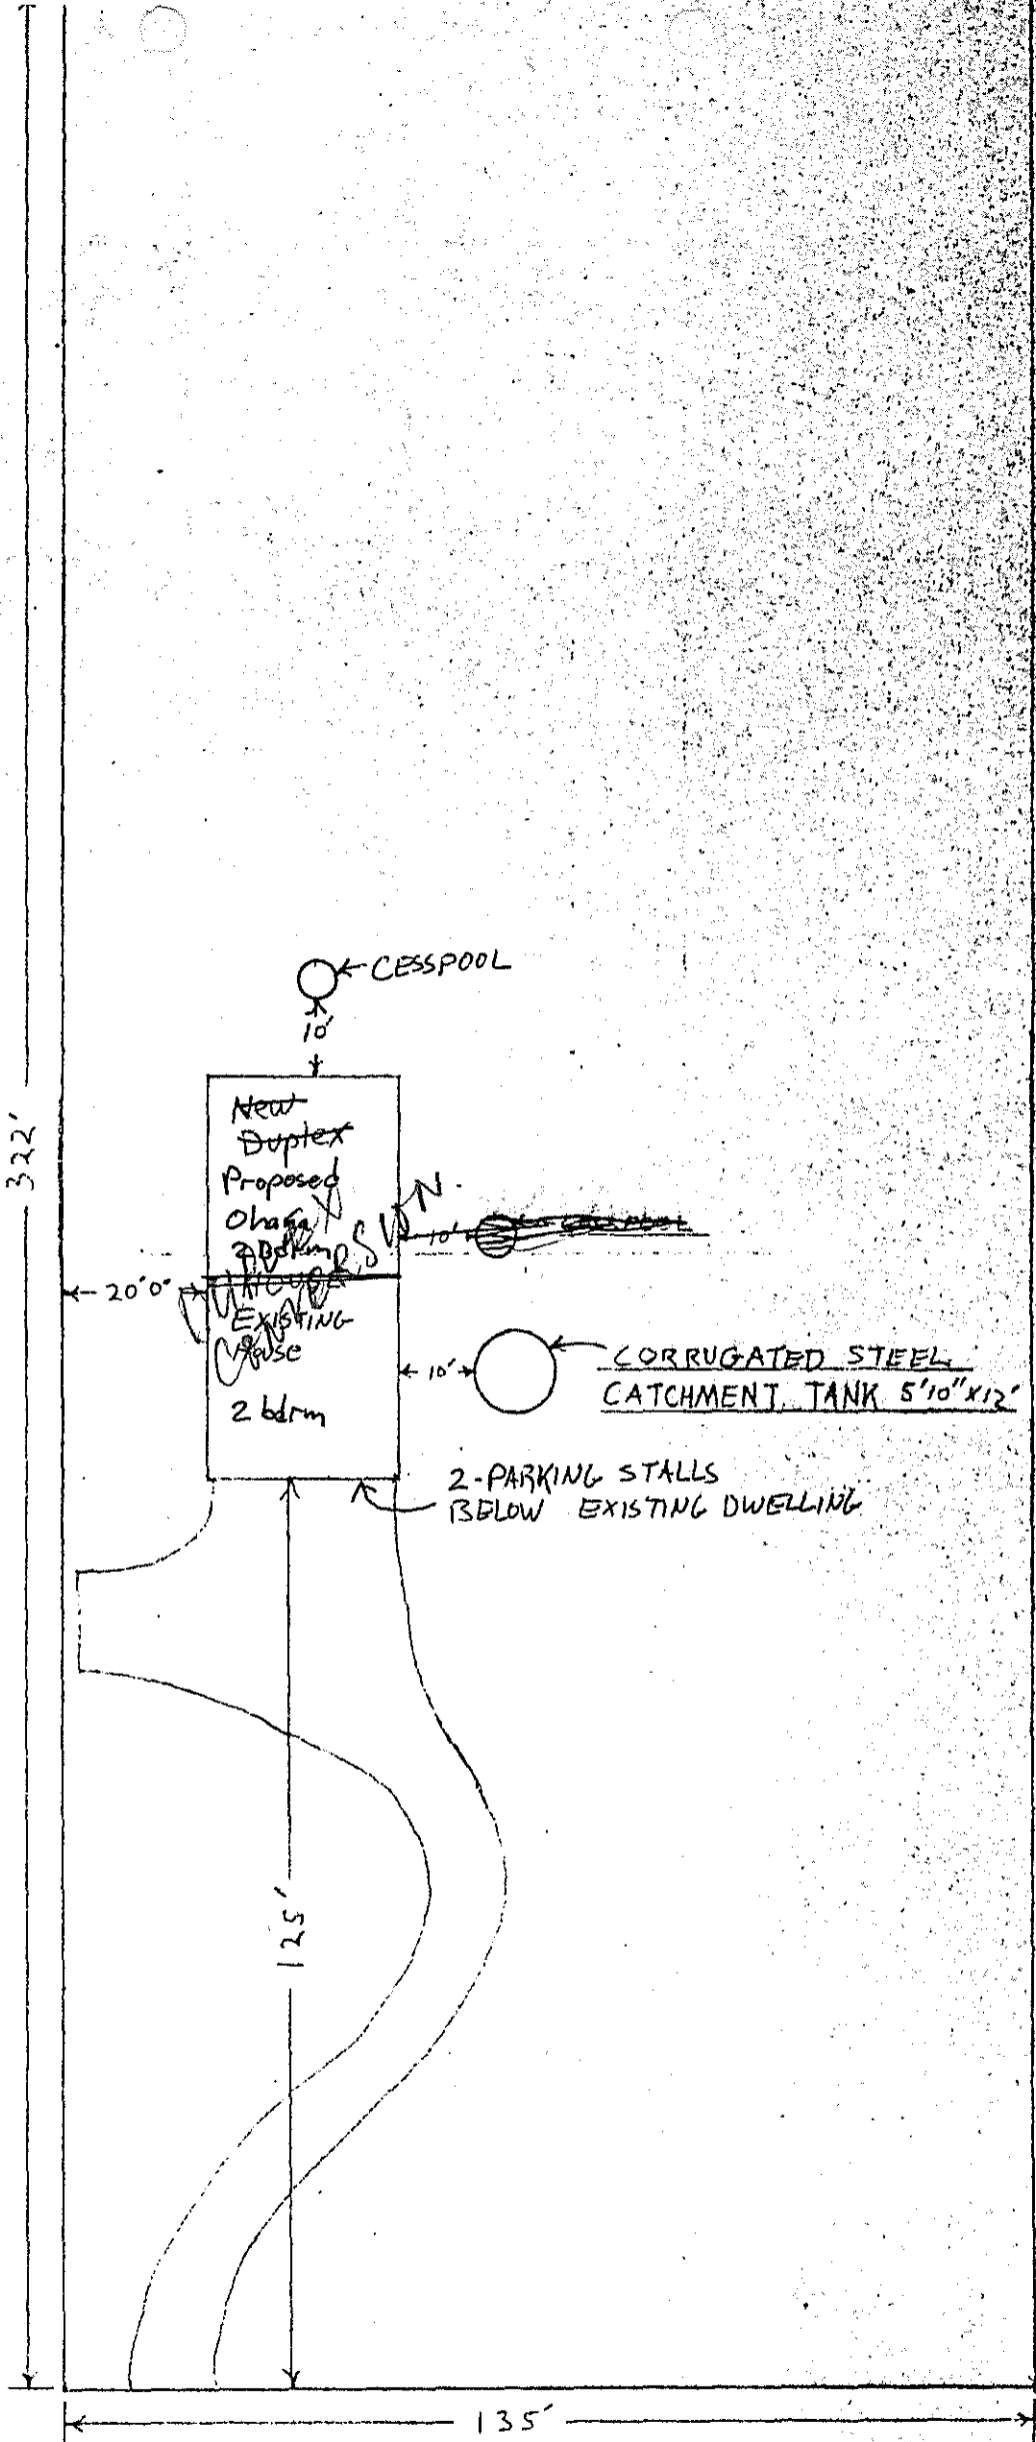 CESSPOOL
10'
New
Duplex
Proposed
Ohana
2 Bdrm
10'
20'0"
EXISTING
House
2 bdrm
10'
CORRUGATED STEEL
CATCHMENT TANK 5'10"X12'
2-PARKING STALLS
BELOW EXISTING DWELLING
322'
125'
135'